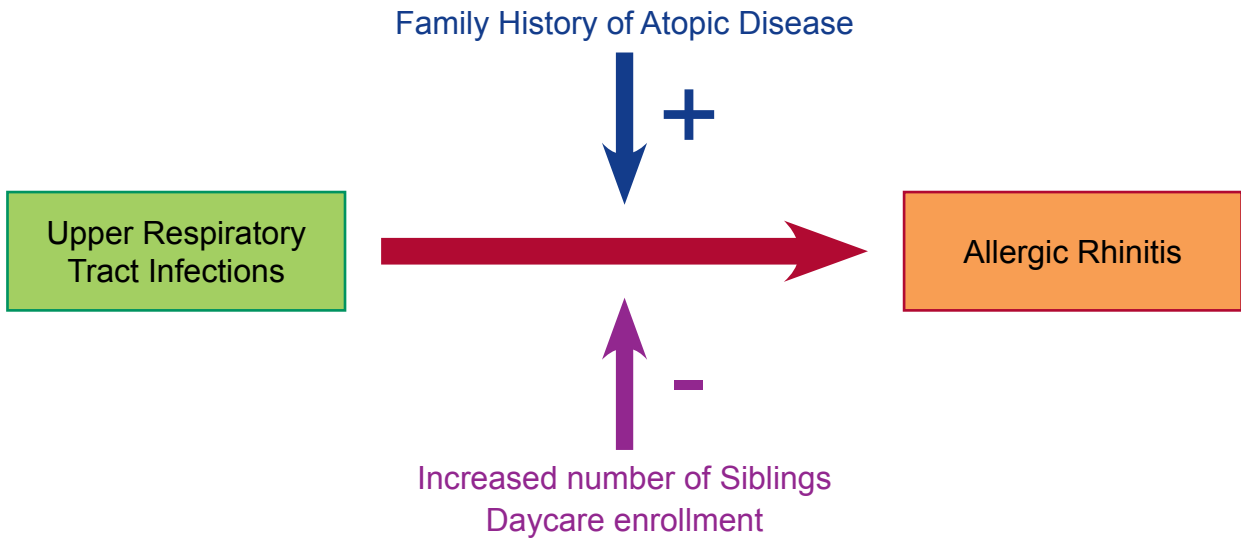 Family History of Atopic Disease
+
Upper Respiratory
Tract Infections
Allergic Rhinitis
-
Increased number of Siblings
Daycare enrollment